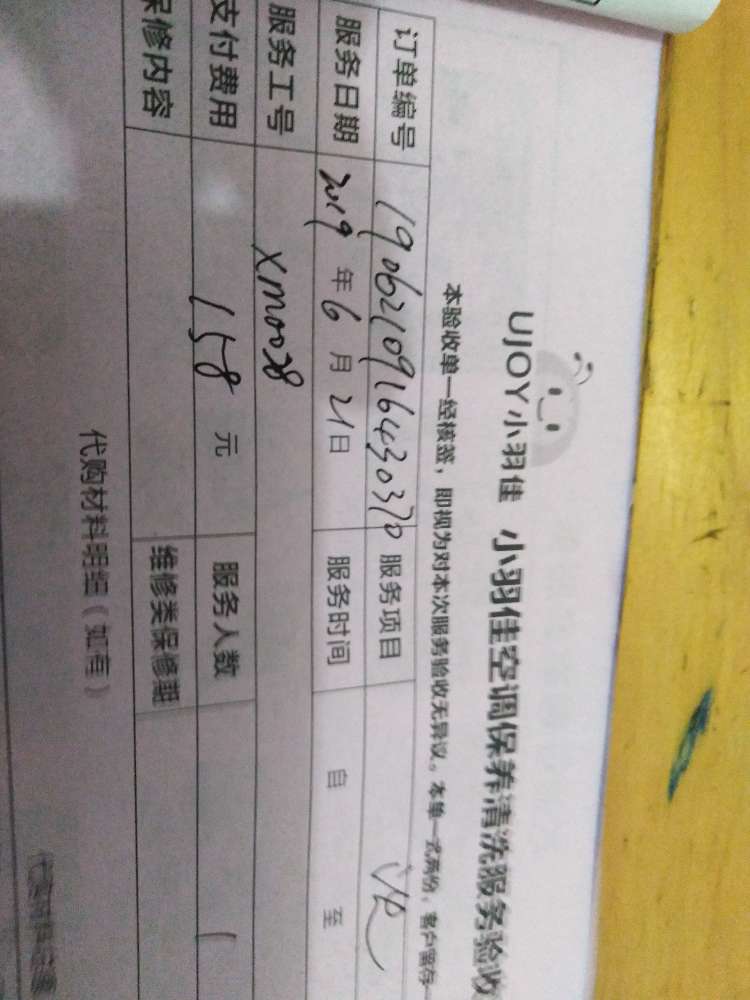 UJOY小羽佳 小羽佳空调保养清洗服务验收
本验收单一经核签，即视为对本次服务验收无异议。本单一式两份，客户留存一
订单编号 1906210916430370 服务项目
服务日期 2019 年 6 月 21日 服务时间 自 至
服务工号 xm0028
支付费用 158 元 服务人数 1
保修内容 维修类保修期
代购材料明细（如有）